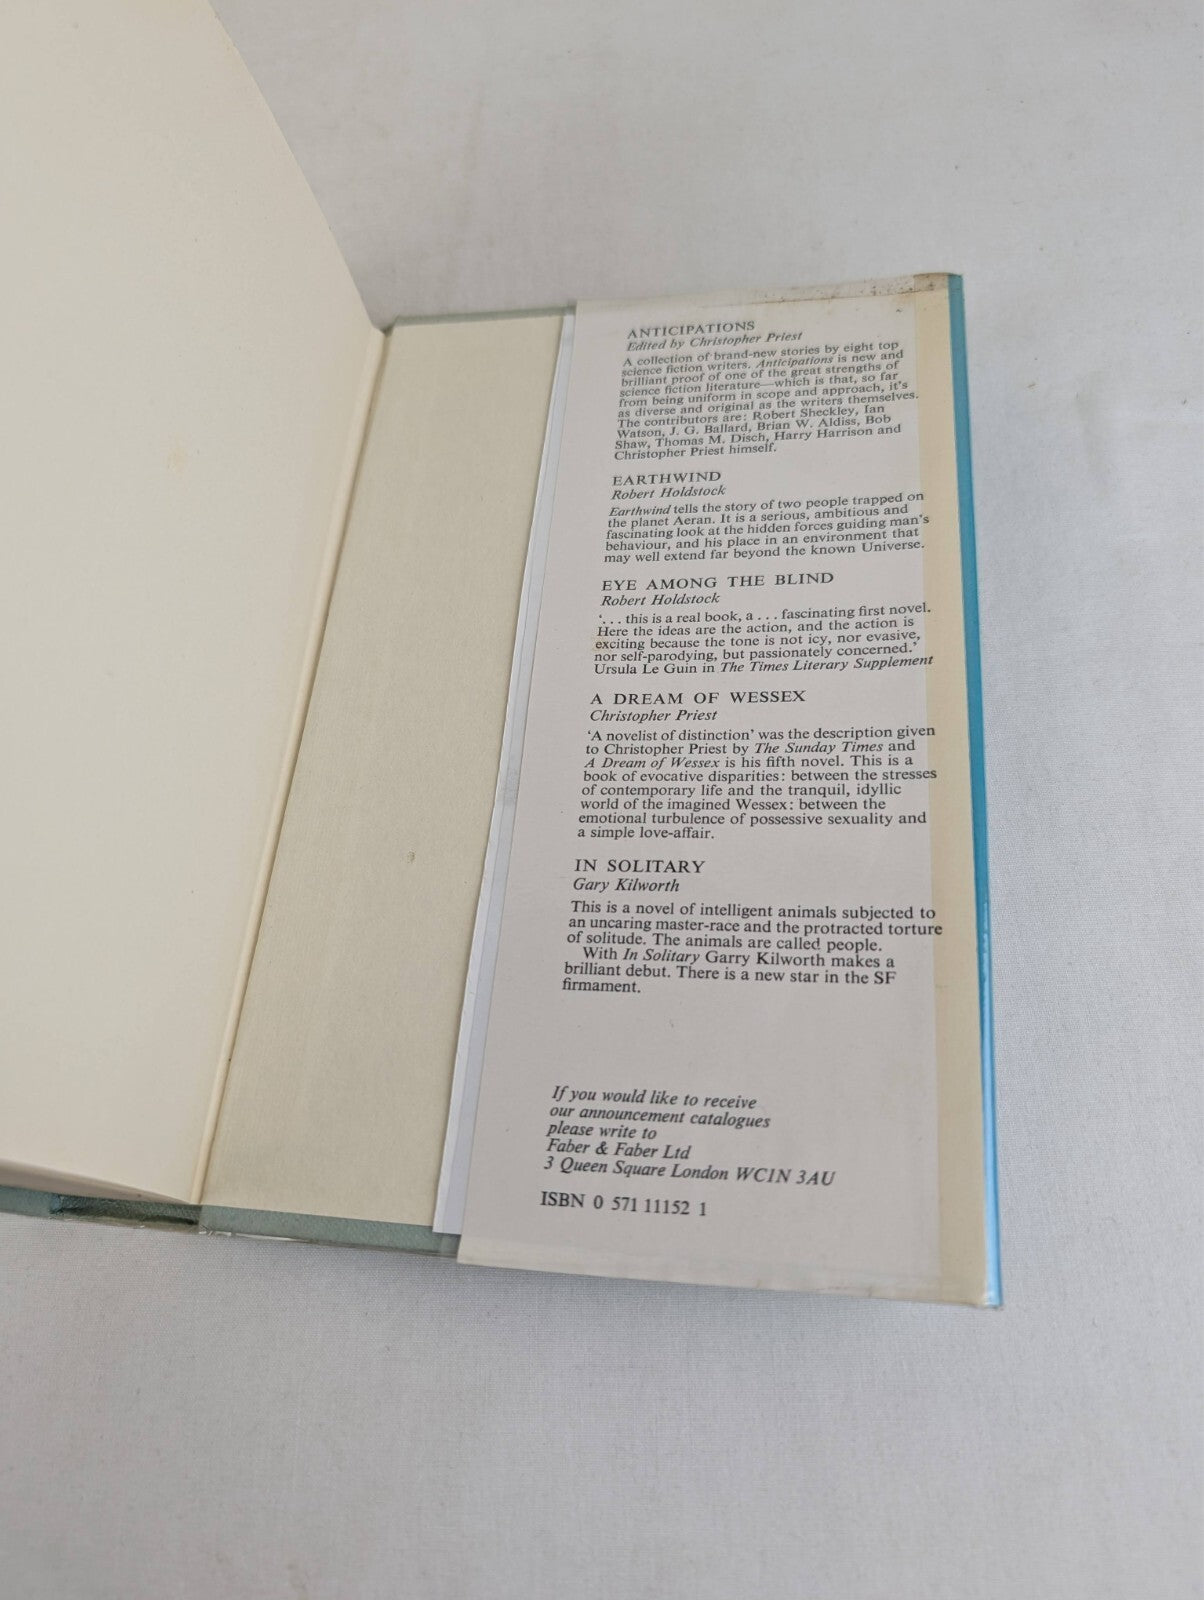 ANTICIPATIONS
Edited by Christopher Priest
A collection of brand-new stories by eight top
science fiction writers. Anticipations is new and
brilliant proof of one of the great strengths of
science fiction literature—which is that, so far
from being uniform in scope and approach, it's
as diverse and original as the writers themselves.
The contributors are: Robert Sheckley, Ian
Watson, J. G. Ballard, Brian W. Aldiss, Bob
Shaw, Thomas M. Disch, Harry Harrison and
Christopher Priest himself.
EARTHWIND
Robert Holdstock
Earthwind tells the story of two people trapped on
the planet Aeran. It is a serious, ambitious and
fascinating look at the hidden forces guiding man's
behaviour, and his place in an environment that
may well extend far beyond the known Universe.
EYE AMONG THE BLIND
Robert Holdstock
'. . . this is a real book, a . . . fascinating first novel.
Here the ideas are the action, and the action is
exciting because the tone is not icy, nor evasive,
nor self-parodying, but passionately concerned.'
Ursula Le Guin in The Times Literary Supplement
A DREAM OF WESSEX
Christopher Priest
'A novelist of distinction' was the description given
to Christopher Priest by The Sunday Times and
A Dream of Wessex is his fifth novel. This is a
book of evocative disparities: between the stresses
of contemporary life and the tranquil, idyllic
world of the imagined Wessex: between the
emotional turbulence of possessive sexuality and
a simple love-affair.
IN SOLITARY
Gary Kilworth
This is a novel of intelligent animals subjected to
an uncaring master-race and the protracted torture
of solitude. The animals are called people.
With In Solitary Garry Kilworth makes a
brilliant debut. There is a new star in the SF
firmament.
If you would like to receive
our announcement catalogues
please write to
Faber & Faber Ltd
3 Queen Square London WC1N 3AU
ISBN 0 571 11152 1